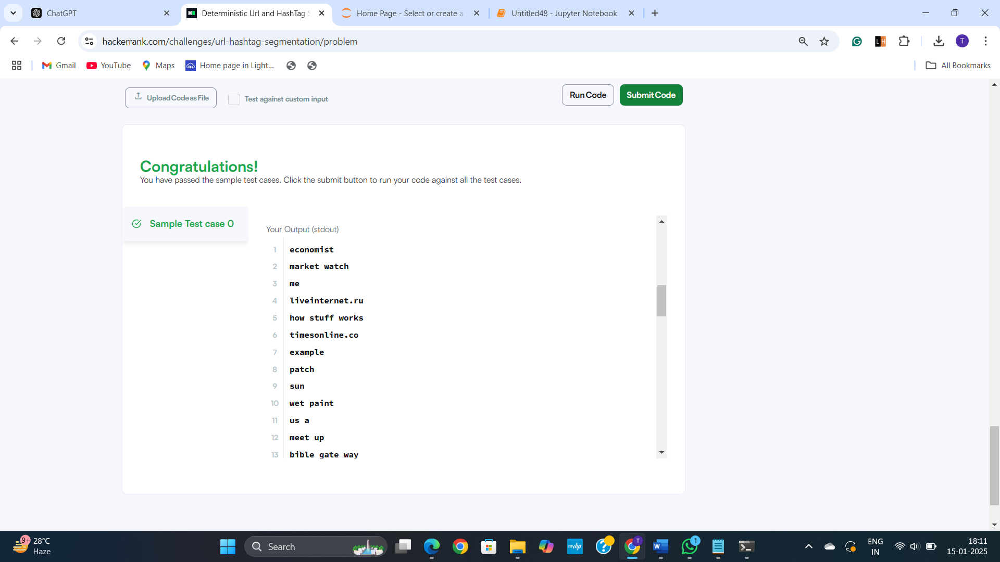 ChatGPT
Deterministic Url and HashTag S
Home Page - Select or create a
Untitled48 - Jupyter Notebook
hackerrank.com/challenges/url-hashtag-segmentation/problem
T
Gmail
YouTube
Maps
Home page in Light...
All Bookmarks
Upload Code as File
Test against custom input
Run Code
Submit Code
Congratulations!
You have passed the sample test cases. Click the submit button to run your code against all the test cases.
Sample Test case 0
Your Output (stdout)
1 economist
2 market watch
3 me
4 liveinternet.ru
5 how stuff works
6 timesonline.co
7 example
8 patch
9 sun
10 wet paint
11 us a
12 meet up
13 bible gate way
9+
28°C
Haze
Search
myhp
T
W
1
ENG
IN
18:11
15-01-2025